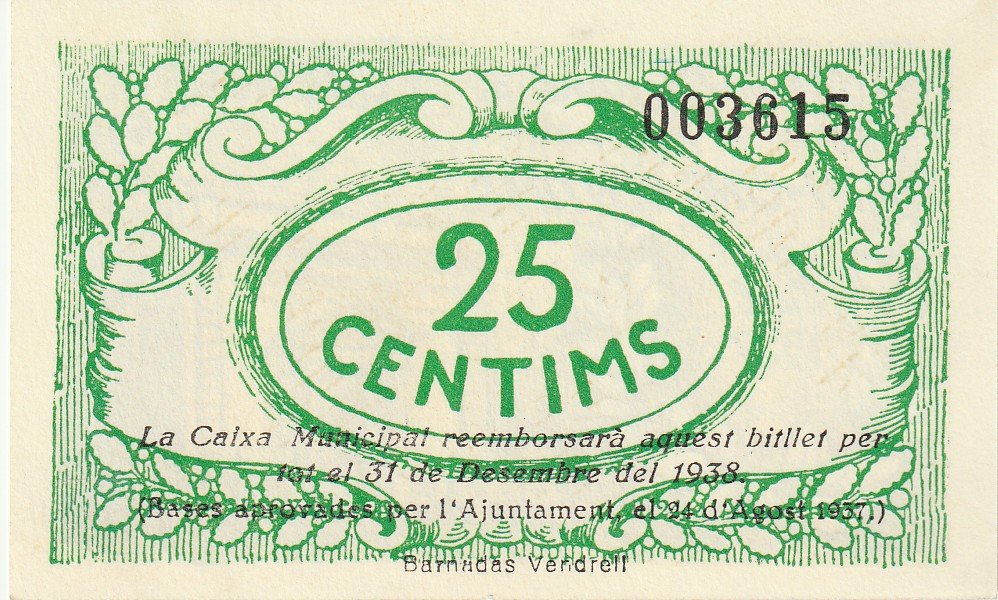 003615
25
CENTIMS
La Caixa Municipal reemborsarà aquest bitllet per
tot el 31 de Desembre del 1938.
(Bases aprovades per l'Ajuntament, el 24 d'Agost 1937.)
Barnadas Vendrell